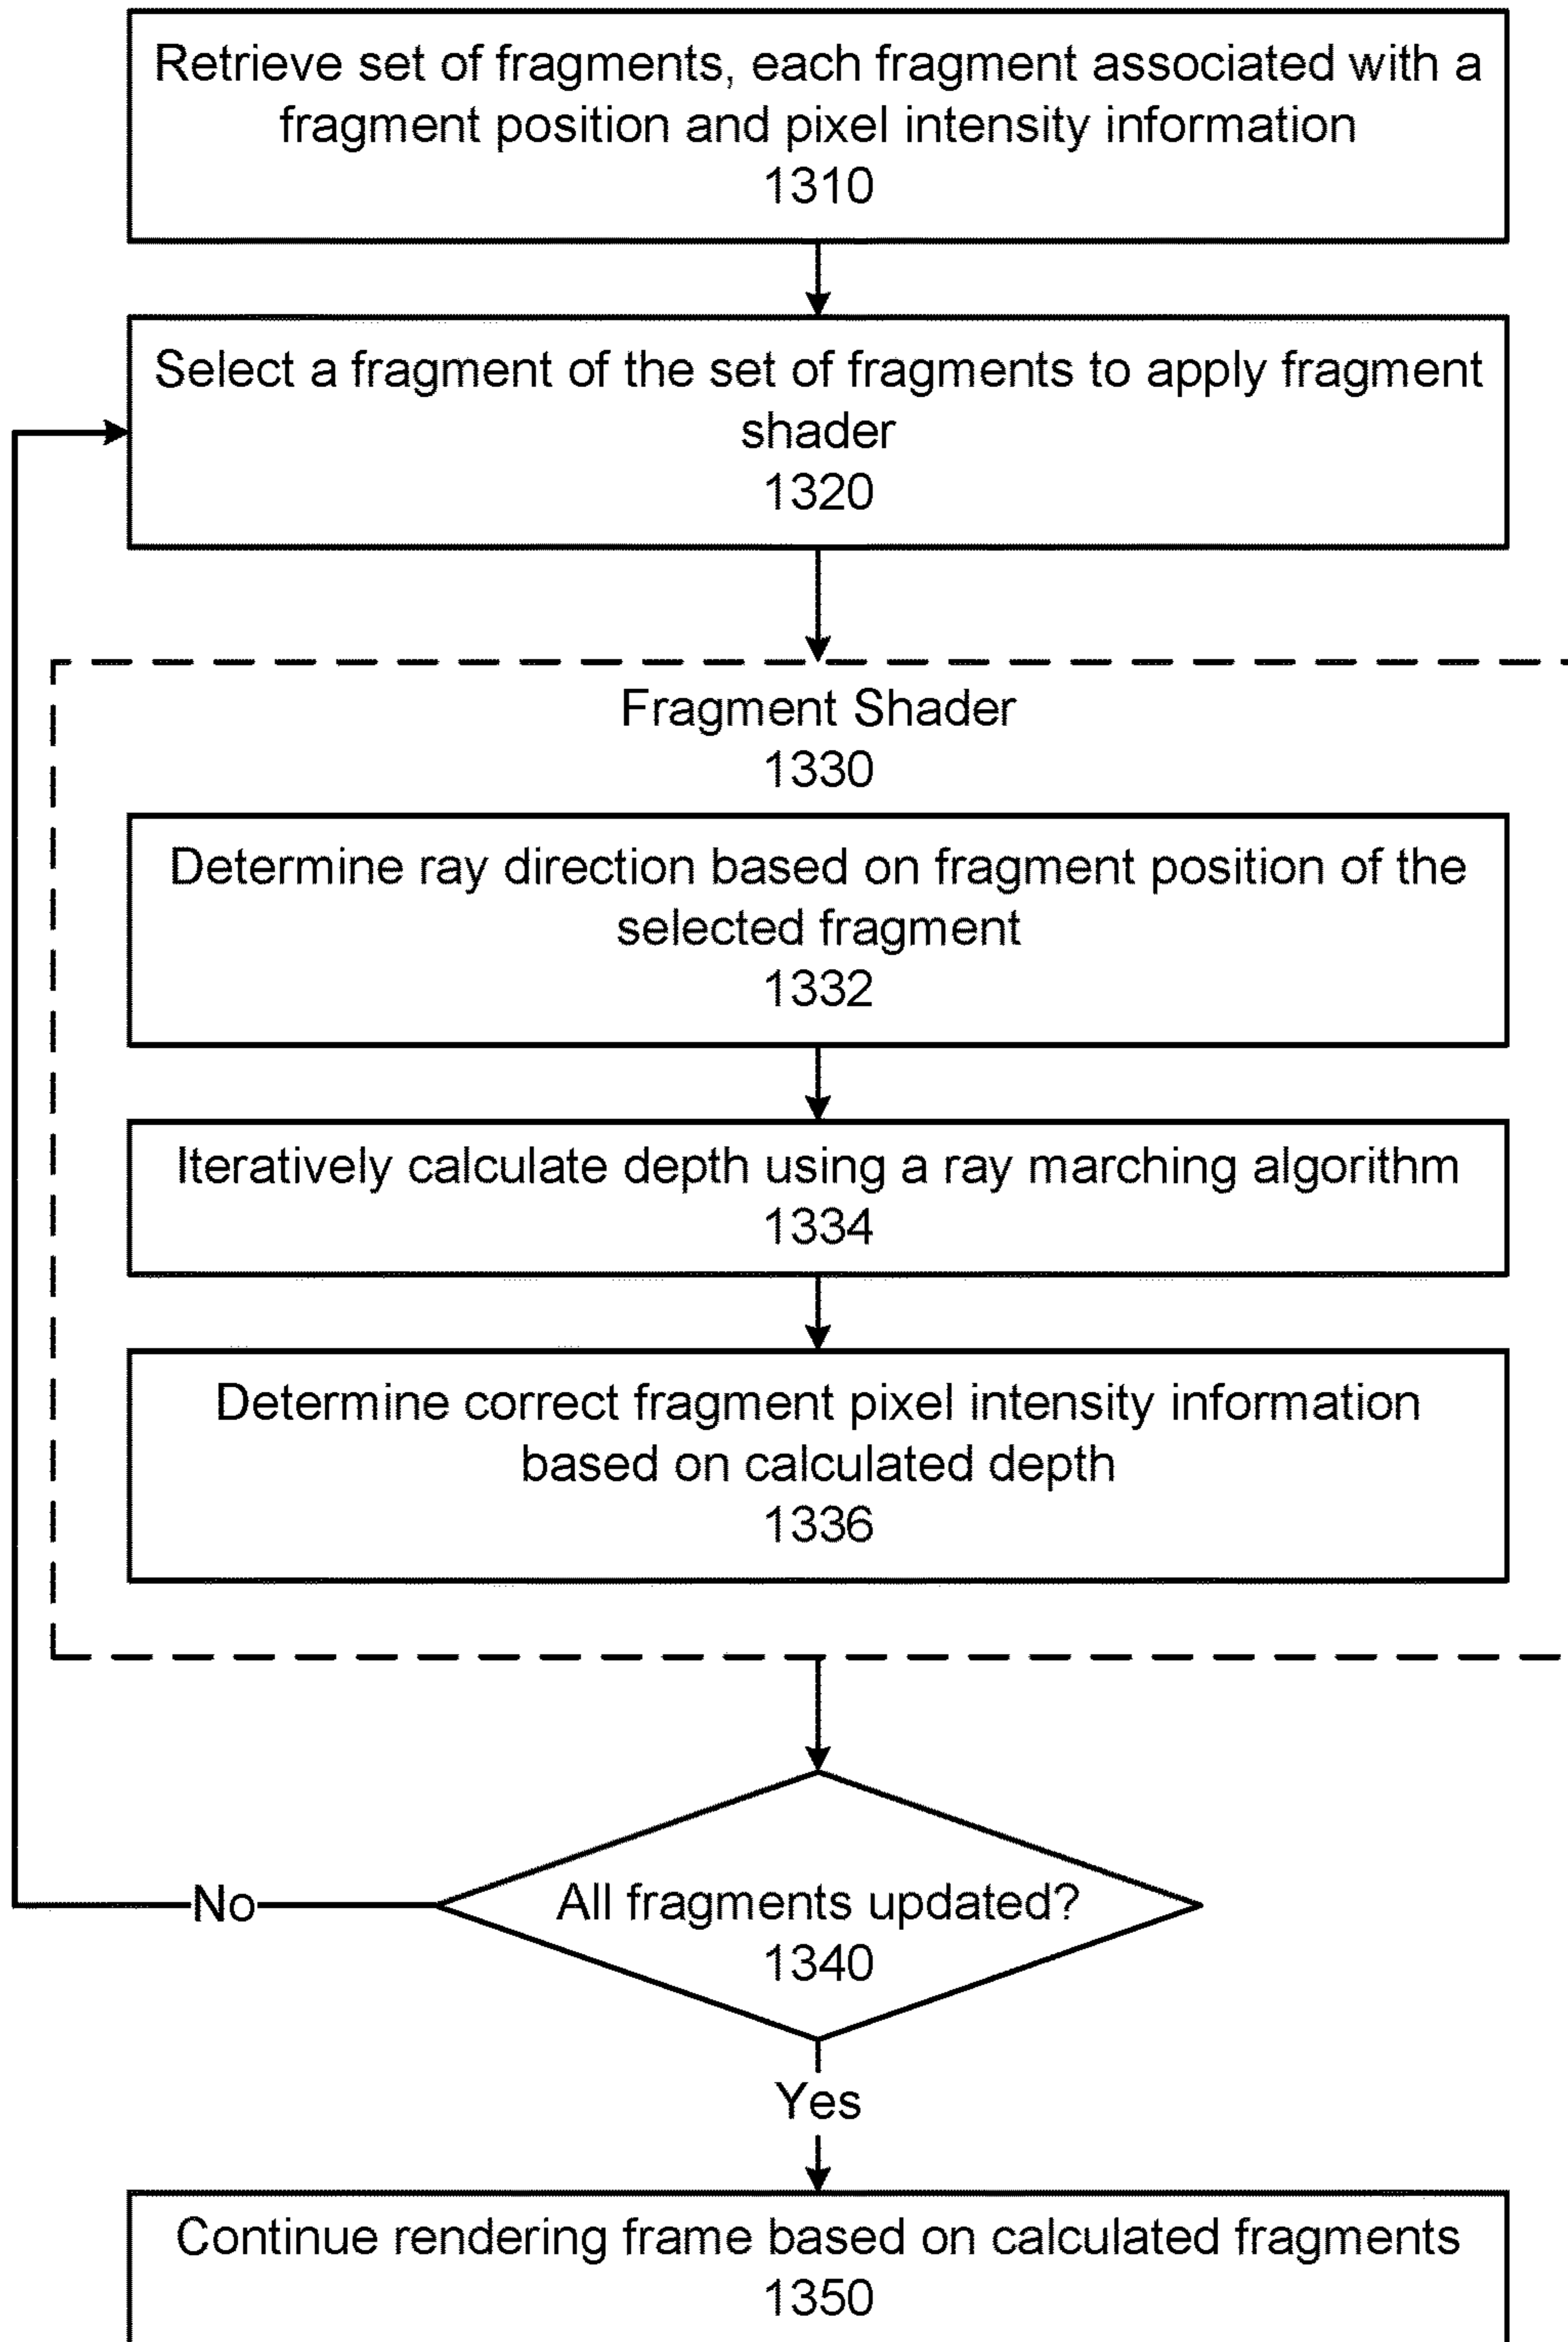 Retrieve set of fragments, each fragment associated with a
fragment position and pixel intensity information
1310
Select a fragment of the set of fragments to apply fragment
shader
1320
Fragment Shader
1330
Determine ray direction based on fragment position of the
selected fragment
1332
Iteratively calculate depth using a ray marching algorithm
1334
Determine correct fragment pixel intensity information
based on calculated depth
1336
All fragments updated?
1340
No
Yes
Continue rendering frame based on calculated fragments
1350